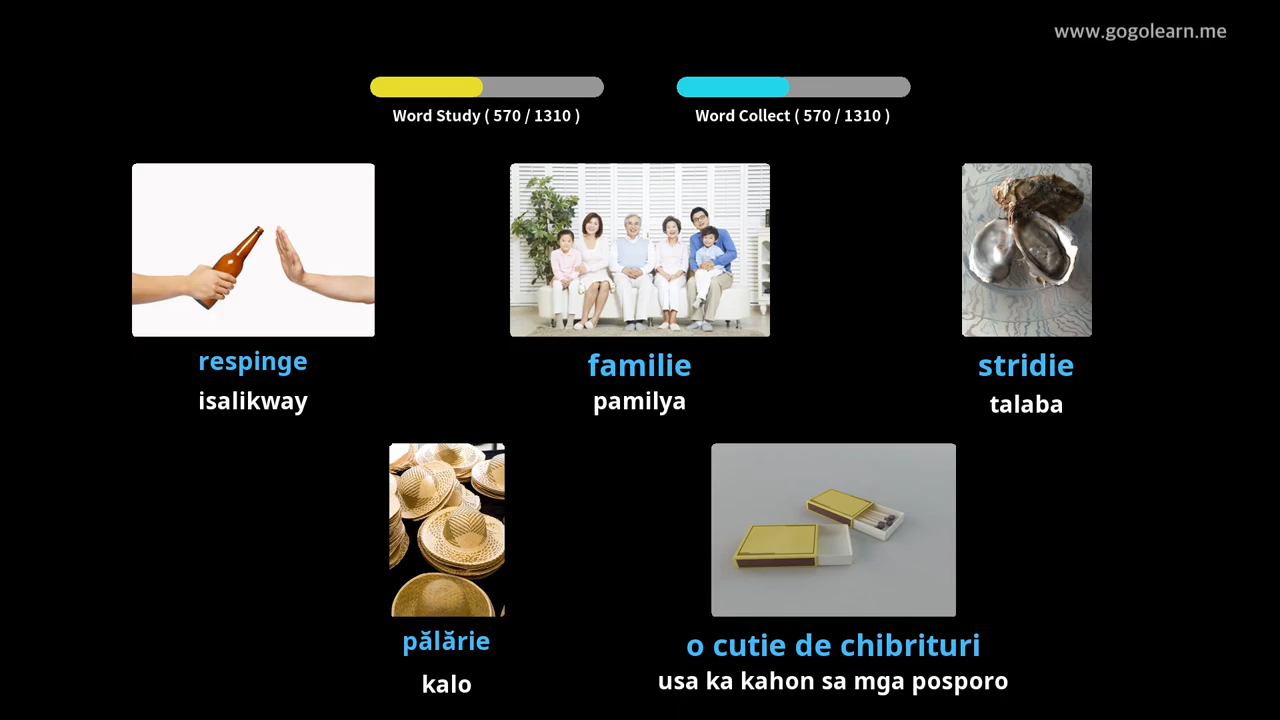 www.gogolearn.me
Word Study ( 570 / 1310 )
Word Collect ( 570 / 1310 )
respinge
isalikway
familie
pamilya
stridie
talaba
pălărie
kalo
o cutie de chibrituri
usa ka kahon sa mga posporo